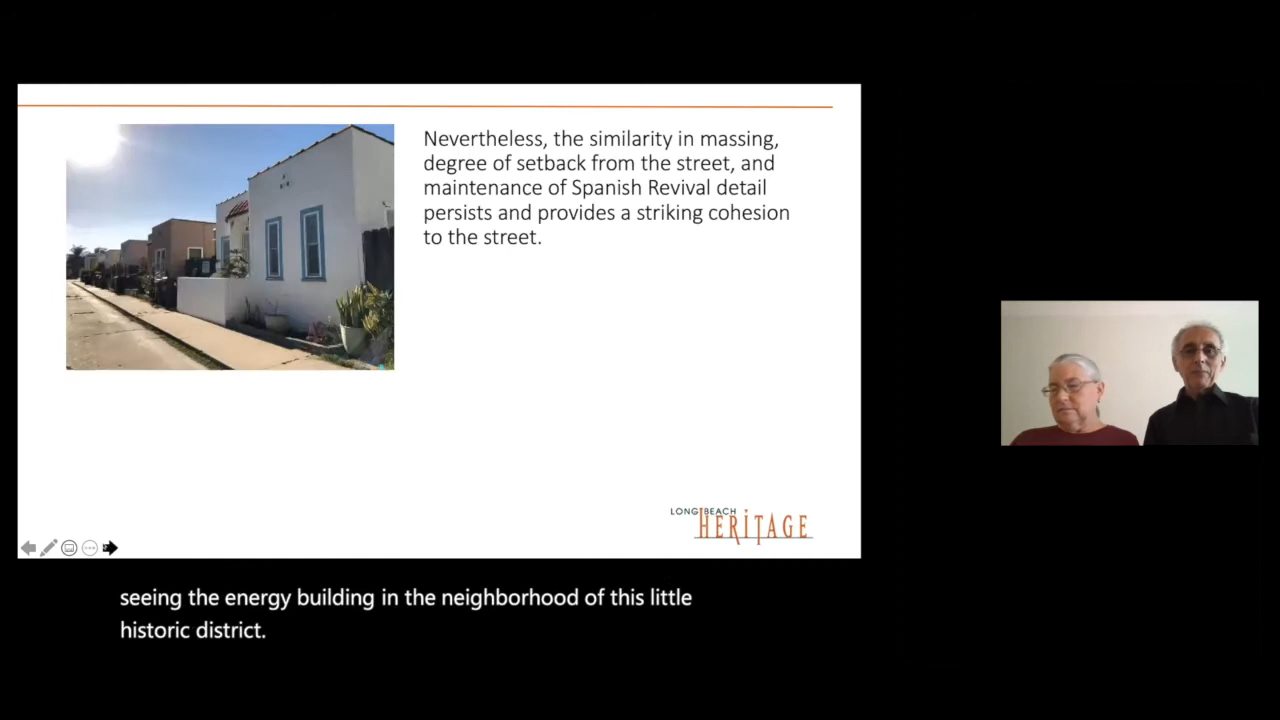 Nevertheless, the similarity in massing,
degree of setback from the street, and
maintenance of Spanish Revival detail
persists and provides a striking cohesion
to the street.
LONG BEACH
HERITAGE
seeing the energy building in the neighborhood of this little
historic district.